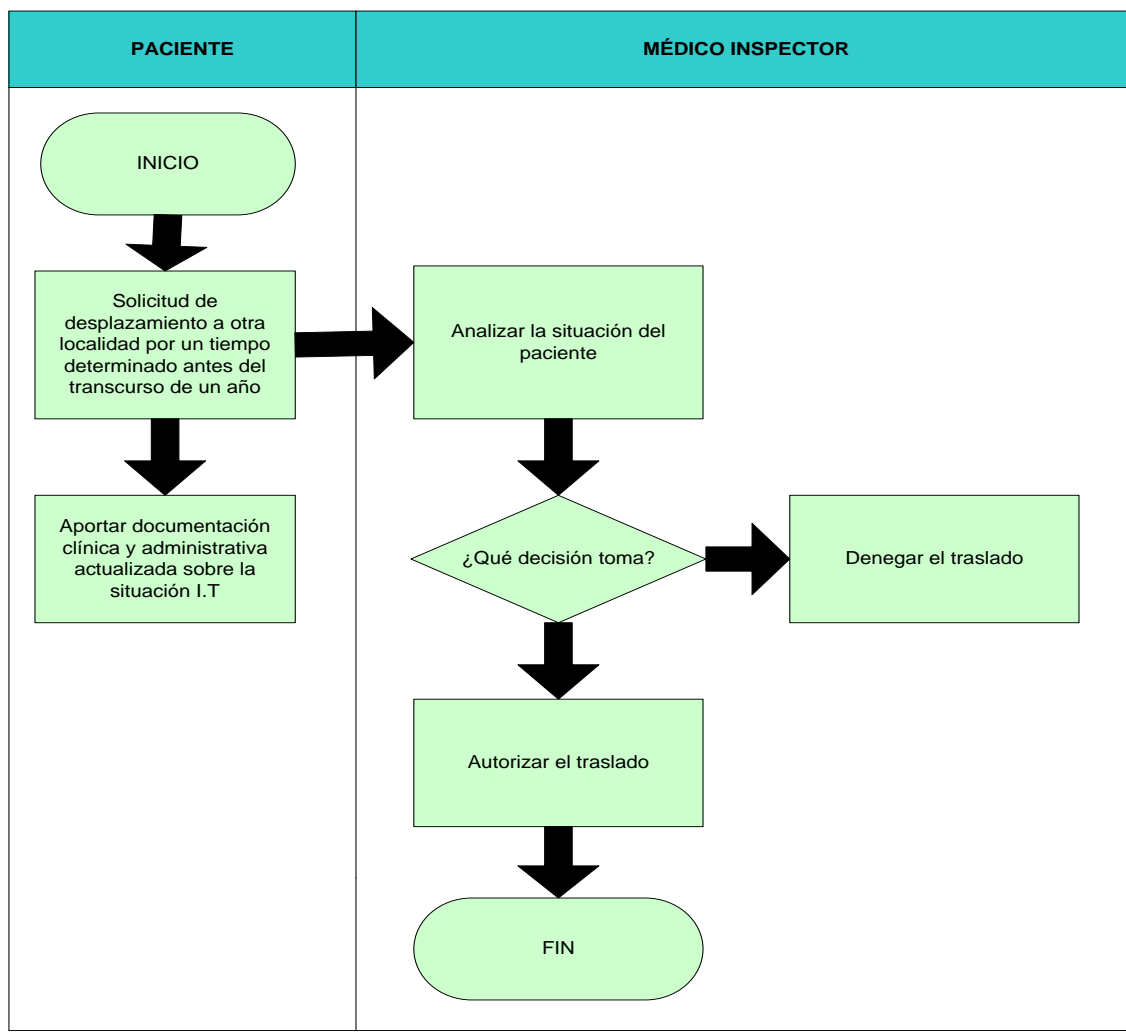 PACIENTE
MÉDICO INSPECTOR
INICIO
Solicitud de
desplazamiento a otra
localidad por un tiempo
determinado antes del
transcurso de un año
Analizar la situación del
paciente
Aportar documentación
clínica y administrativa
actualizada sobre la
situación I.T
¿Qué decisión toma?
Denegar el traslado
Autorizar el traslado
FIN